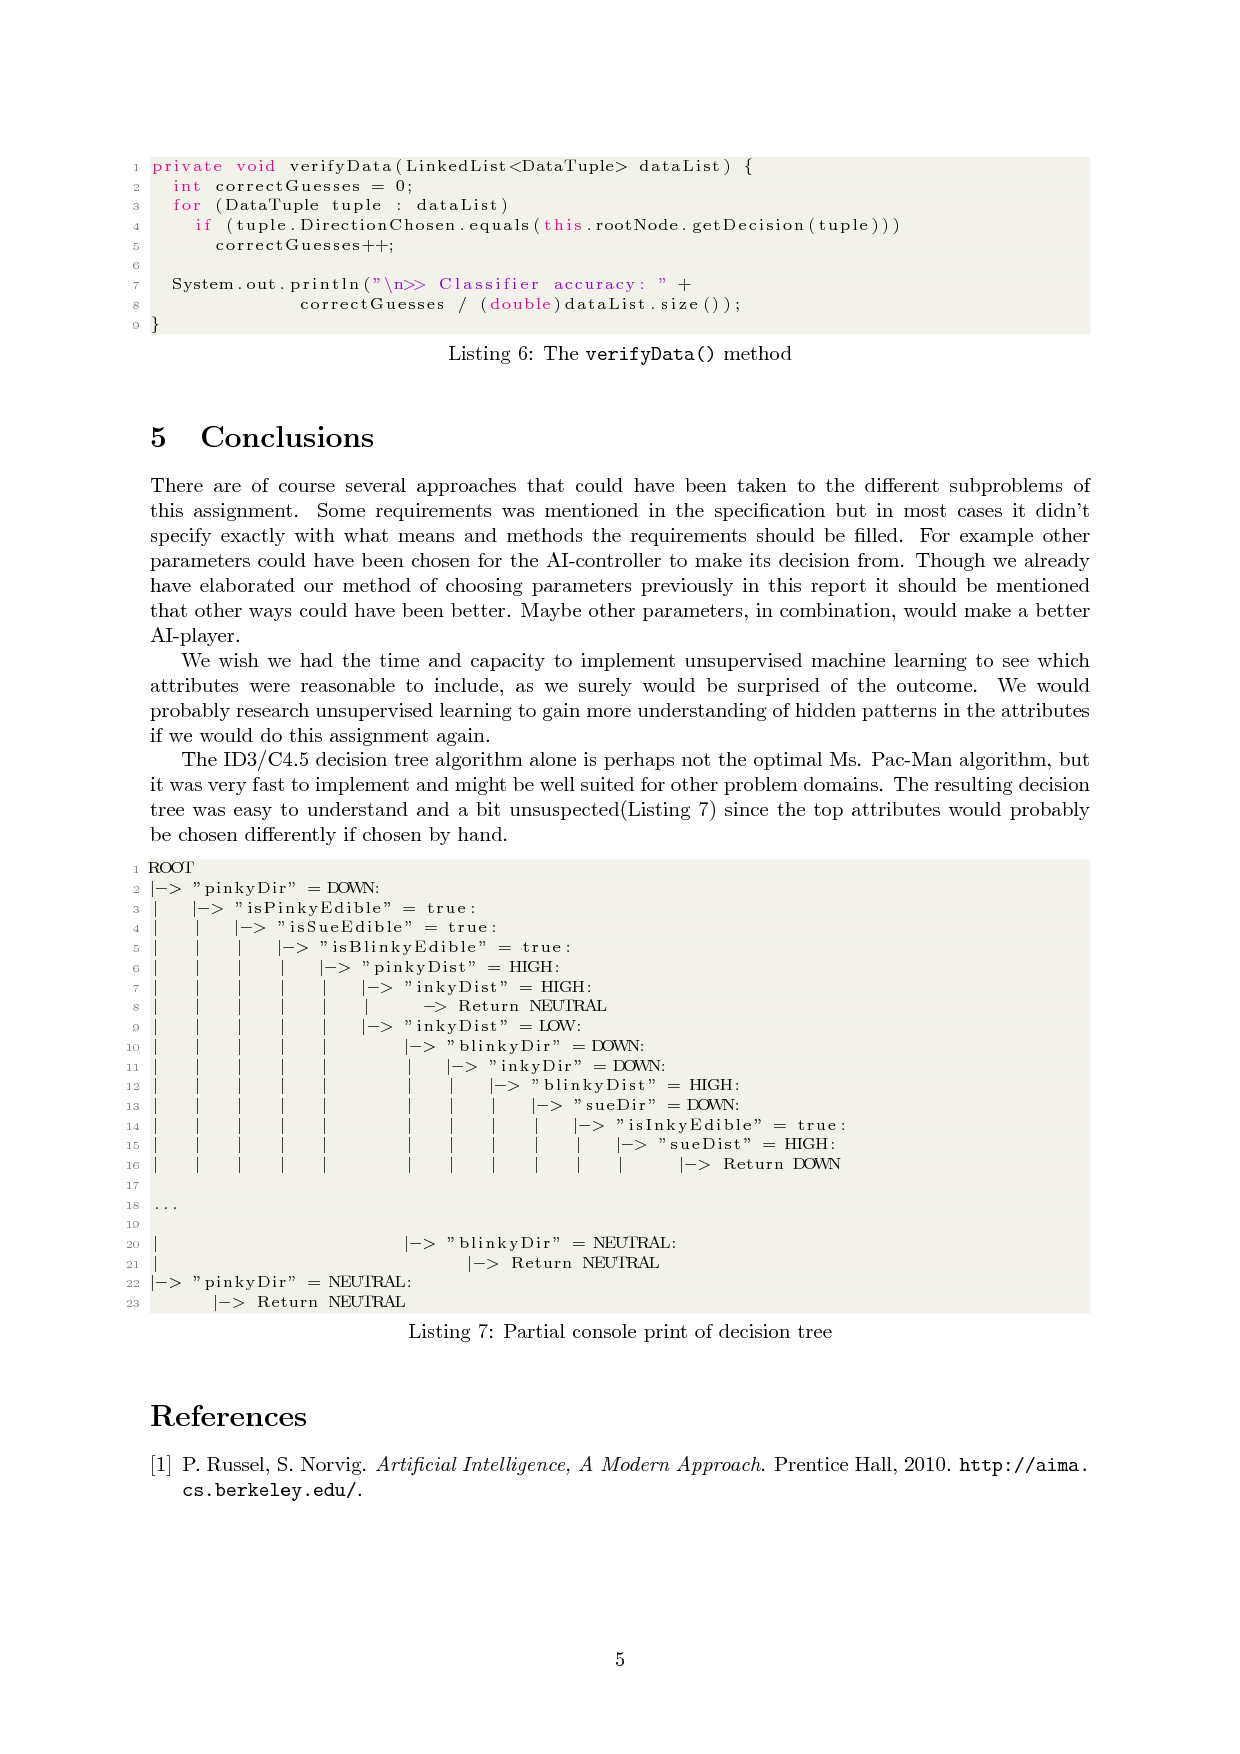 1 private void verifyData(LinkedList<DataTuple> dataList) {
2   int correctGuesses = 0;
3   for (DataTuple tuple : dataList)
4     if (tuple.DirectionChosen.equals(this.rootNode.getDecision(tuple)))
5       correctGuesses++;
6
7   System.out.println("\n>> Classifier accuracy: " +
8               correctGuesses / (double)dataList.size());
9 }
Listing 6: The verifyData() method
5 Conclusions
There are of course several approaches that could have been taken to the different subproblems of
this assignment. Some requirements was mentioned in the specification but in most cases it didn't
specify exactly with what means and methods the requirements should be filled. For example other
parameters could have been chosen for the AI-controller to make its decision from. Though we already
have elaborated our method of choosing parameters previously in this report it should be mentioned
that other ways could have been better. Maybe other parameters, in combination, would make a better
AI-player.
We wish we had the time and capacity to implement unsupervised machine learning to see which
attributes were reasonable to include, as we surely would be surprised of the outcome. We would
probably research unsupervised learning to gain more understanding of hidden patterns in the attributes
if we would do this assignment again.
The ID3/C4.5 decision tree algorithm alone is perhaps not the optimal Ms. Pac-Man algorithm, but
it was very fast to implement and might be well suited for other problem domains. The resulting decision
tree was easy to understand and a bit unsuspected(Listing 7) since the top attributes would probably
be chosen differently if chosen by hand.
1 ROOT
2 |-> "pinkyDir" = DOWN:
3 |   |-> "isPinkyEdible" = true:
4 |   |   |-> "isSueEdible" = true:
5 |   |   |   |-> "isBlinkyEdible" = true:
6 |   |   |   |   |-> "pinkyDist" = HIGH:
7 |   |   |   |   |   |-> "inkyDist" = HIGH:
8 |   |   |   |   |   |     -> Return NEUTRAL
9 |   |   |   |   |   |-> "inkyDist" = LOW:
10 |   |   |   |   |       |-> "blinkyDir" = DOWN:
11 |   |   |   |   |       |   |-> "inkyDir" = DOWN:
12 |   |   |   |   |       |   |   |-> "blinkyDist" = HIGH:
13 |   |   |   |   |       |   |   |   |-> "sueDir" = DOWN:
14 |   |   |   |   |       |   |   |   |   |-> "isInkyEdible" = true:
15 |   |   |   |   |       |   |   |   |   |   |-> "sueDist" = HIGH:
16 |   |   |   |   |       |   |   |   |   |   |     |-> Return DOWN
17
18 ...
19
20 |                       |-> "blinkyDir" = NEUTRAL:
21 |                             |-> Return NEUTRAL
22 |-> "pinkyDir" = NEUTRAL:
23       |-> Return NEUTRAL
Listing 7: Partial console print of decision tree
References
[1] P. Russel, S. Norvig. Artificial Intelligence, A Modern Approach. Prentice Hall, 2010. http://aima.
cs.berkeley.edu/.
5